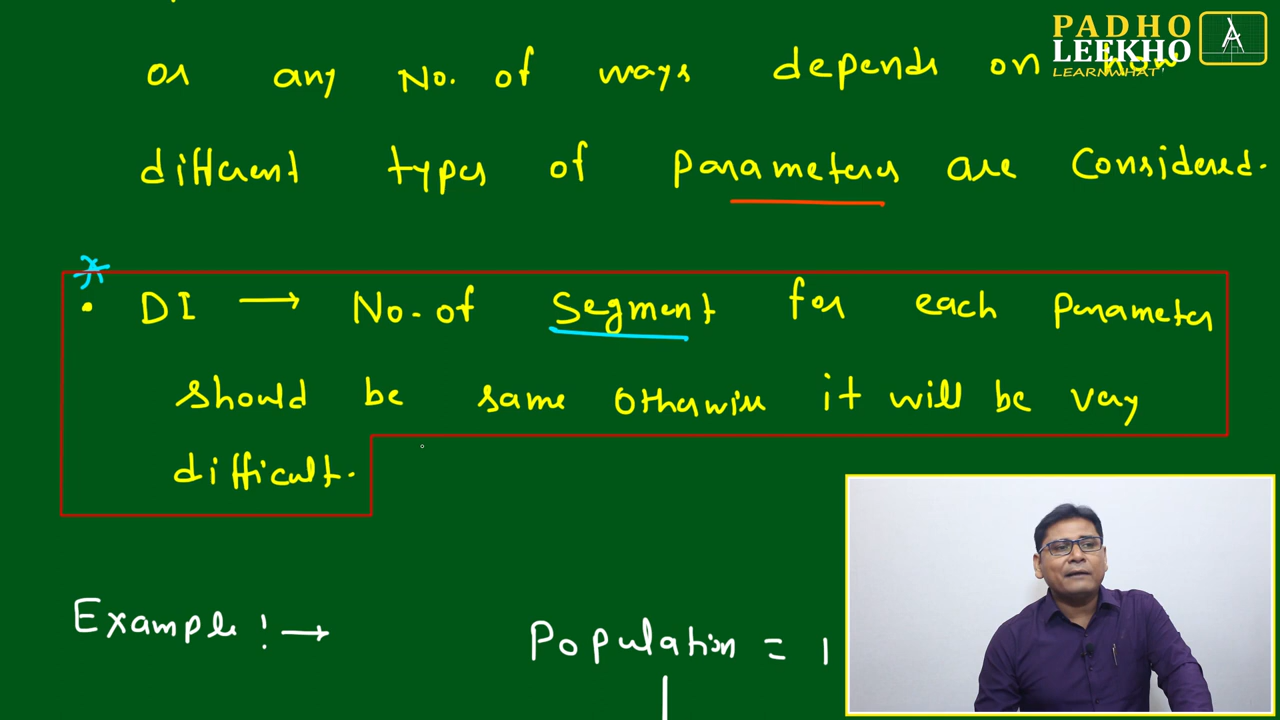 PADHO
LEEKHO
LEARNWHAT
or any No. of ways depends on how
different types of parameters are considered.
• DI → No. of Segment for each parameter
should be same otherwise it will be very
difficult.
Example :→
Population = 1